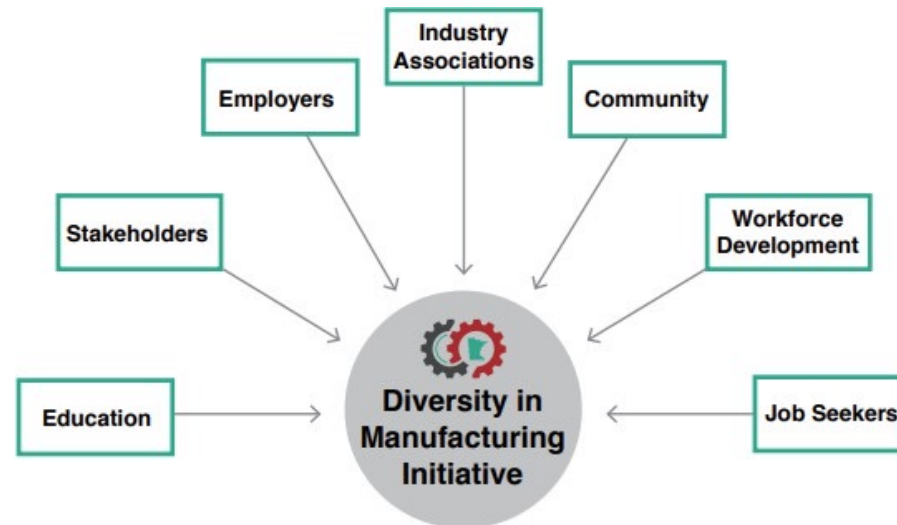 Industry
Associations
Employers
Community
Stakeholders
Workforce
Development
Education
Diversity in
Manufacturing
Initiative
Job Seekers